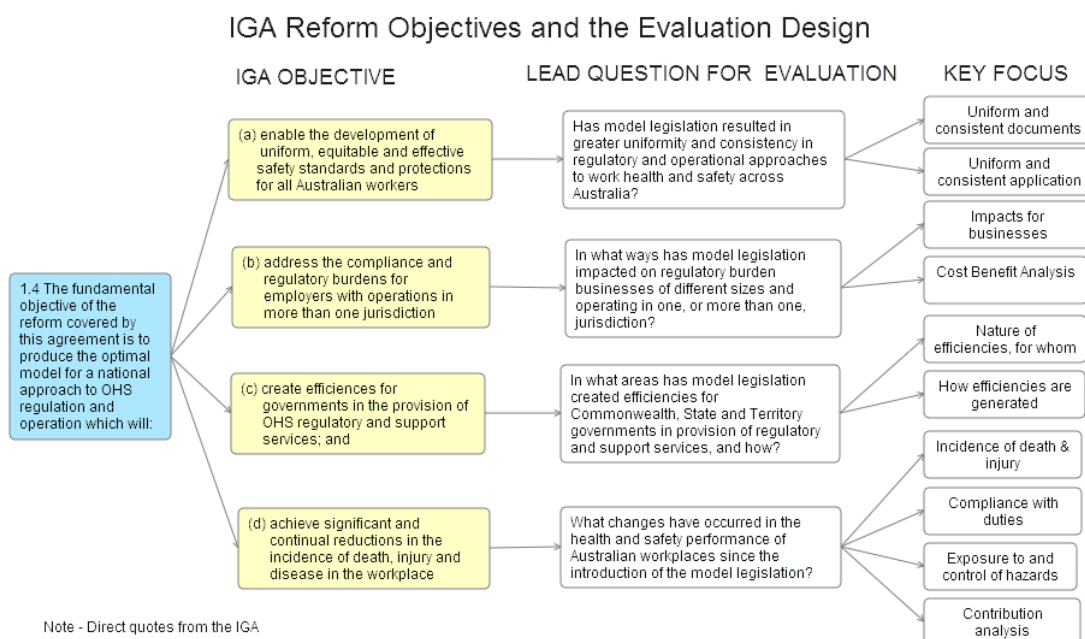 IGA Reform Objectives and the Evaluation Design
IGA OBJECTIVE
LEAD QUESTION FOR EVALUATION
KEY FOCUS
1.4 The fundamental
objective of the
reform covered by
this agreement is to
produce the optimal
model for a national
approach to OHS
regulation and
operation which will:
(a) enable the development of
uniform, equitable and effective
safety standards and protections
for all Australian workers
Has model legislation resulted in
greater uniformity and consistency in
regulatory and operational approaches
to work health and safety across
Australia?
Uniform and
consistent documents
Uniform and
consistent application
(b) address the compliance and
regulatory burdens for
employers with operations in
more than one jurisdiction
In what ways has model legislation
impacted on regulatory burden
businesses of different sizes and
operating in one, or more than one,
jurisdiction?
Impacts for
businesses
Cost Benefit Analysis
(c) create efficiences for
governments in the provision of
OHS regulatory and support
services; and
In what areas has model legislation
created efficiencies for
Commonwealth, State and Territory
governments in provision of regulatory
and support services, and how?
Nature of
efficiencies, for whom
How efficiencies are
generated
(d) achieve significant and
continual reductions in the
incidence of death, injury and
disease in the workplace
What changes have occurred in the
health and safety performance of
Australian workplaces since the
introduction of the model legislation?
Incidence of death &
injury
Compliance with
duties
Exposure to and
control of hazards
Contribution
analysis
Note - Direct quotes from the IGA